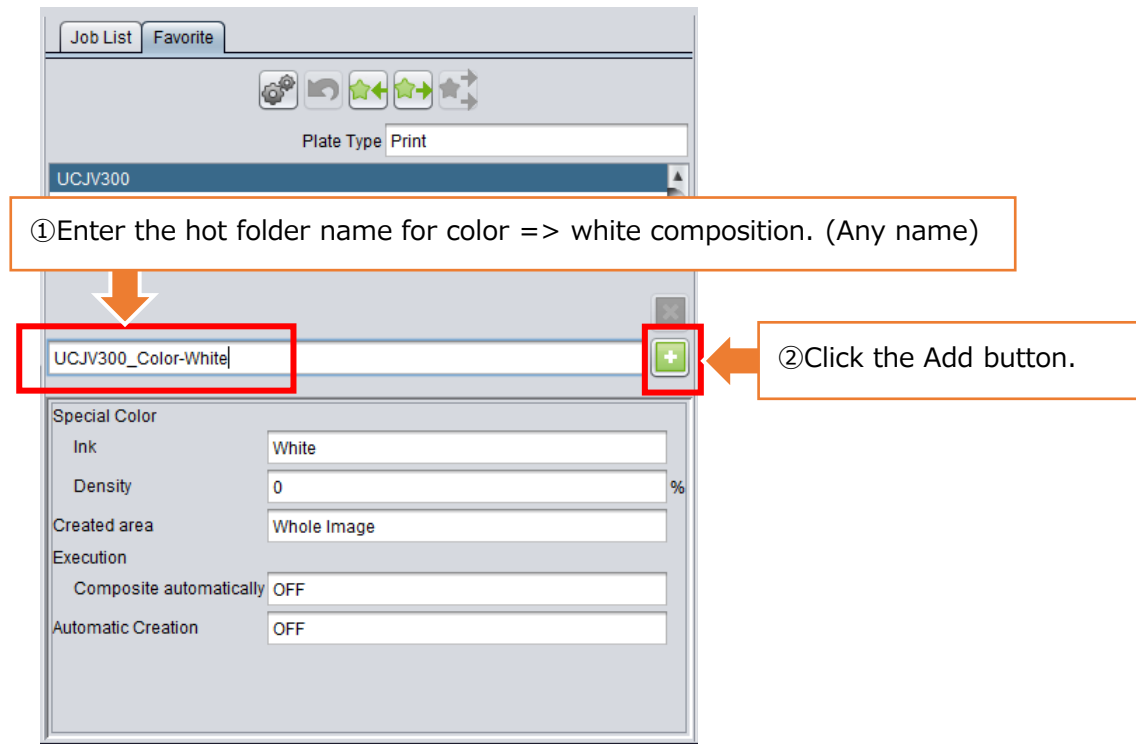 Job List Favorite
Plate Type Print
UCJV300
①Enter the hot folder name for color => white composition. (Any name)
UCJV300_Color-White
②Click the Add button.
Special Color
Ink White
Density 0 %
Created area Whole Image
Execution
Composite automatically OFF
Automatic Creation OFF